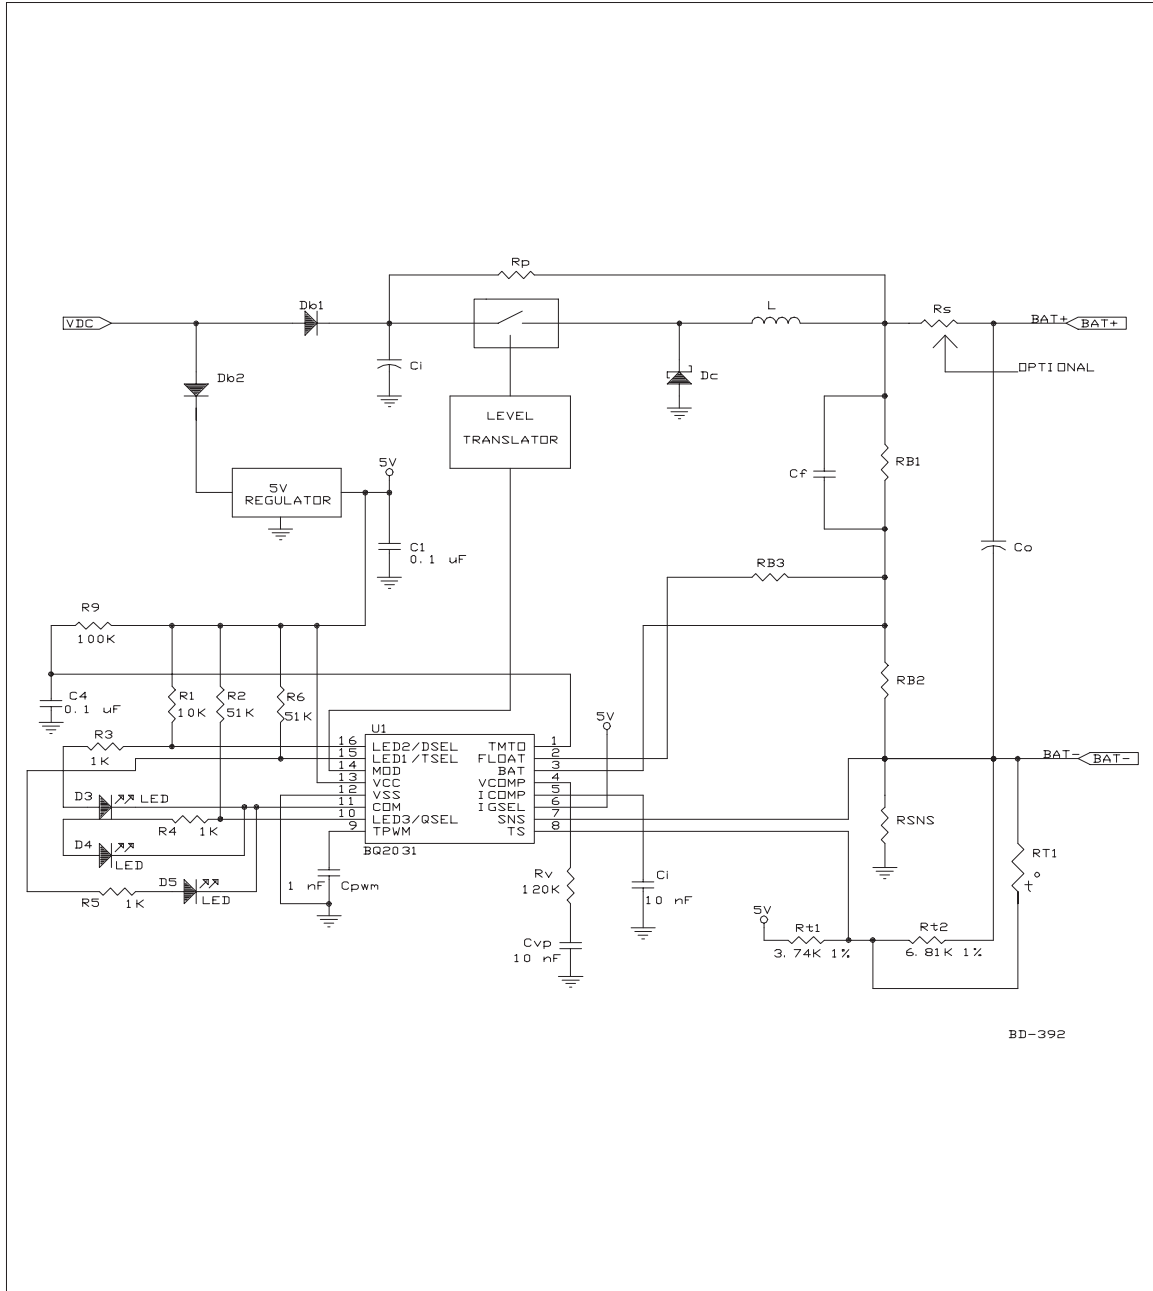 Rp
Db1
L
Rs
VDC
BAT+
BAT+
Ci
Db2
Dc
OPTIONAL
LEVEL
TRANSLATOR
5V
5V
REGULATOR
Cf
RB1
C1
0.1 uF
Co
RB3
R9
100K
RB2
C4
0.1 uF
R1
10K
R2
51K
R6
51K
5V
R3
1K
U1
16 LED2/DSEL TMTO 1
15 LED1/TSEL FLOAT 2
14 MOD BAT 3
13 VCC VCOMP 4
12 VSS ICOMP 5
11 COM IGSEL 6
10 LED3/QSEL SNS 7
9 TPWM TS 8
BQ2031
BAT-
BAT-
D3
LED
R4
1K
RSNS
D4
LED
RT1
t°
D5
LED
R5
1K
1 nF
Cpwm
Rv
120K
Ci
10 nF
5V
Rt1
3.74K 1%
Rt2
6.81K 1%
Cvp
10 nF
BD-392